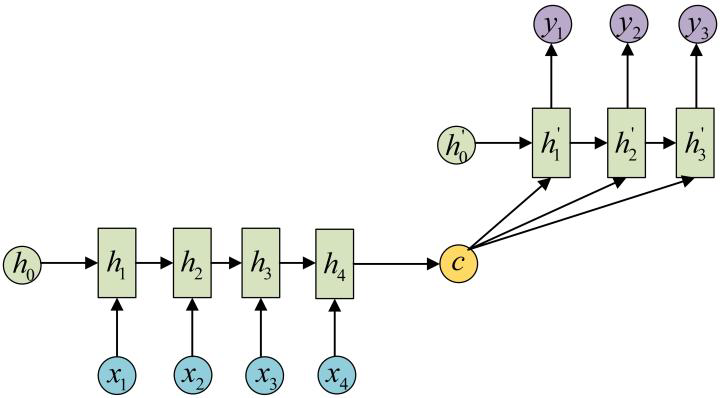 y₁ y₂ y₃
h₀' h₁' h₂' h₃'
h₀ h₁ h₂ h₃ h₄ c
x₁ x₂ x₃ x₄